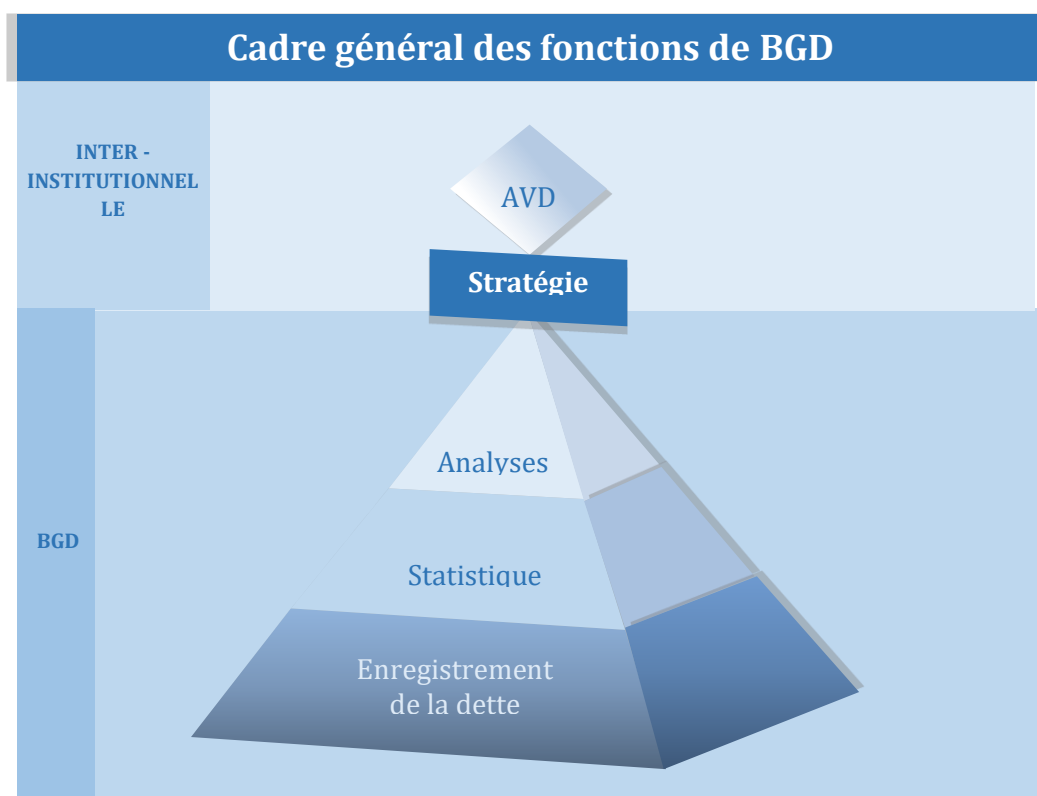 Cadre général des fonctions de BGD
INTER -
INSTITUTIONNEL
LE
AVD
Stratégie
Analyses
BGD
Statistique
Enregistrement
de la dette